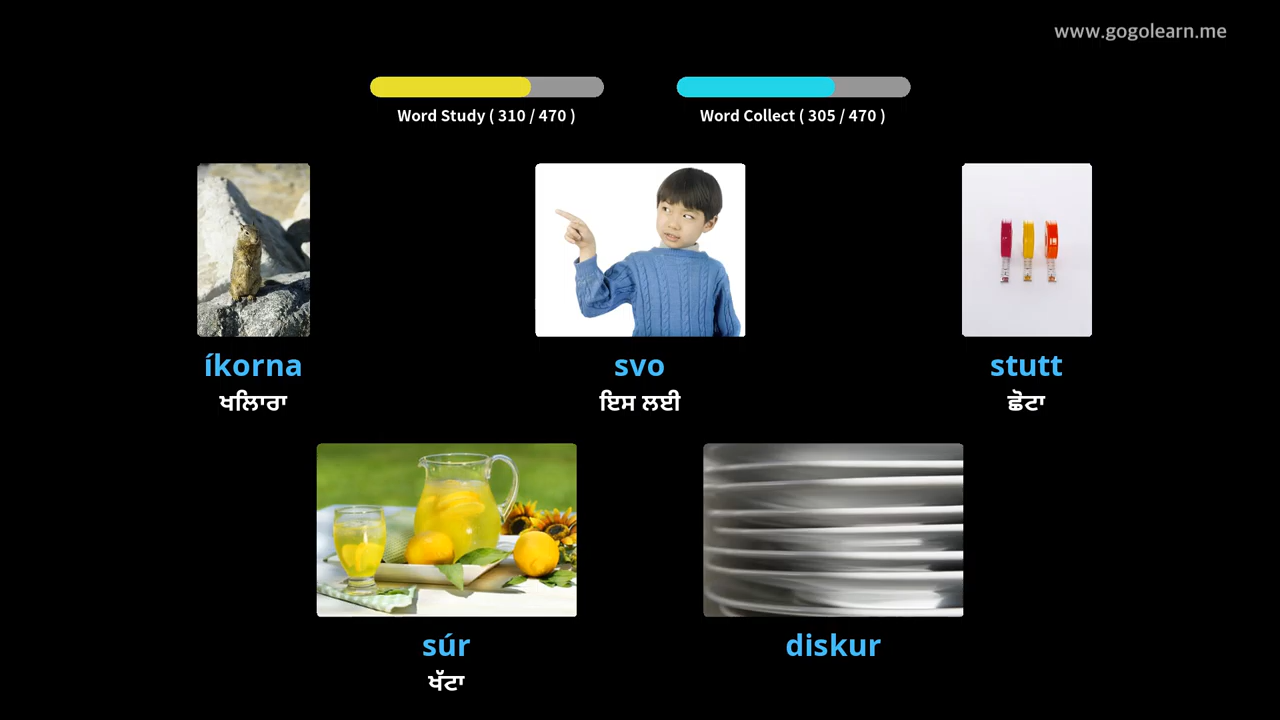 www.gogolearn.me
Word Study ( 310 / 470 )
Word Collect ( 305 / 470 )
íkorna
svo
stutt
ਖਲਿਾਰਾ
ਇਸ ਲਈ
ਛੋਟਾ
súr
diskur
ਖੱਟਾ